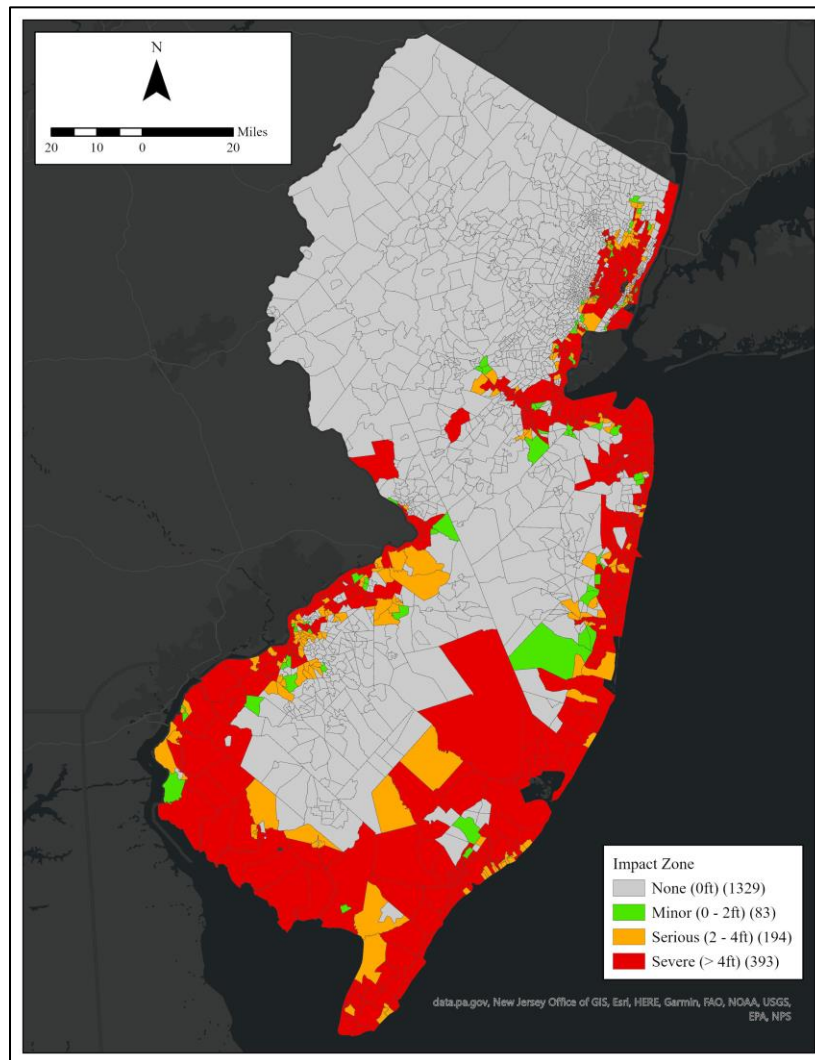 N
Miles
20 10 0 20
Impact Zone
None (0ft) (1329)
Minor (0 - 2ft) (83)
Serious (2 - 4ft) (194)
Severe (> 4ft) (393)
data.pa.gov, New Jersey Office of GIS, Esri, HERE, Garmin, FAO, NOAA, USGS,
EPA, NPS